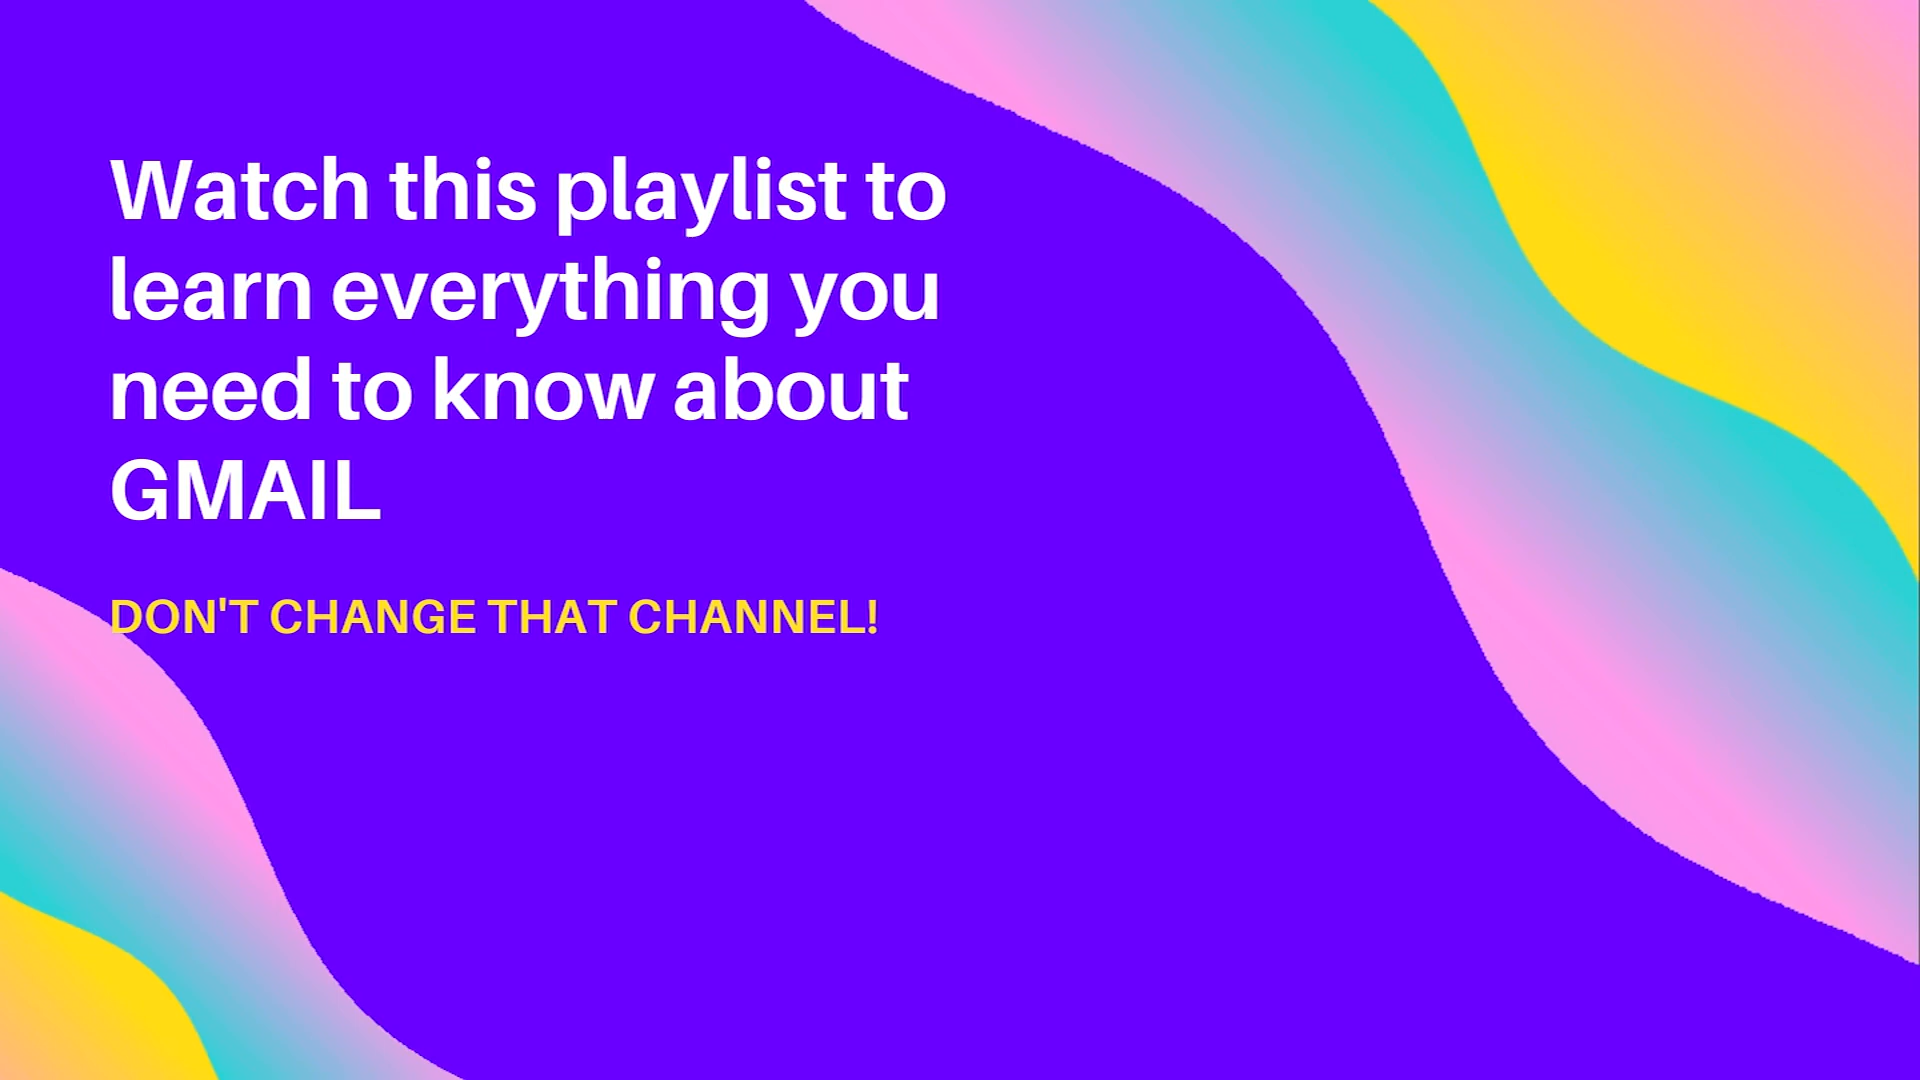 Watch this playlist to
learn everything you
need to know about
GMAIL
DON'T CHANGE THAT CHANNEL!